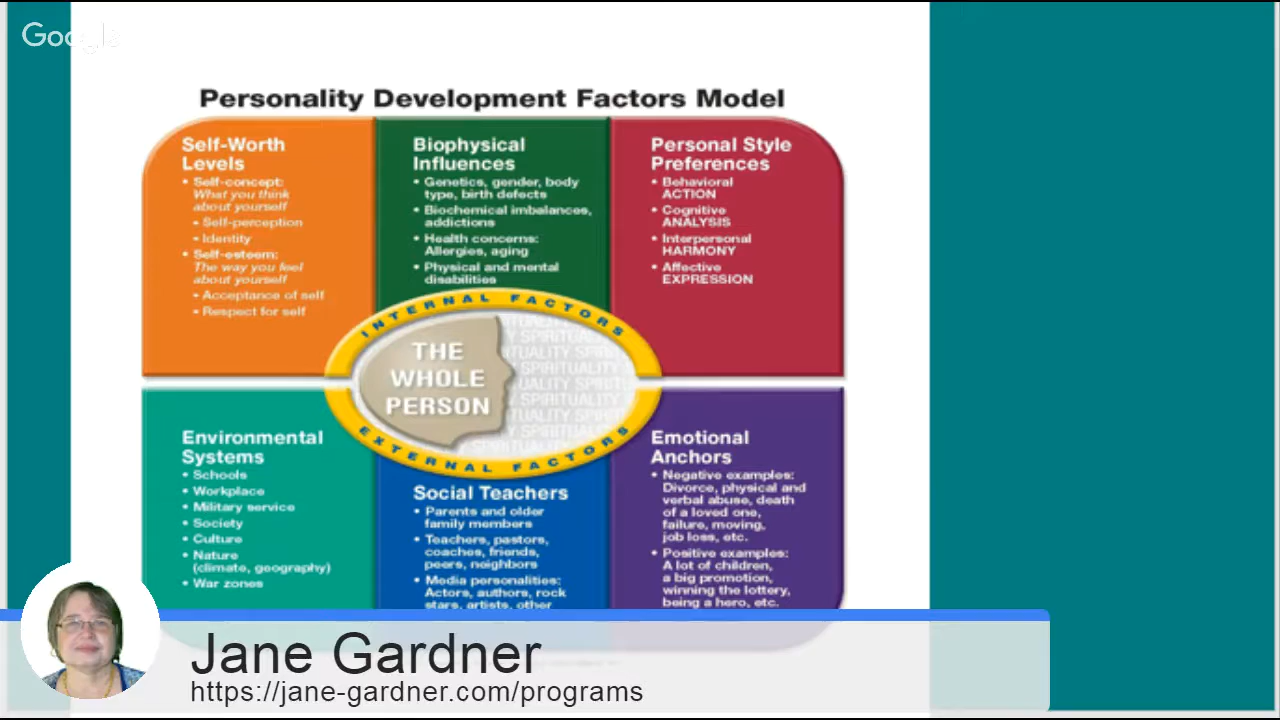 Google
Personality Development Factors Model
Self-Worth
Levels
• Self-concept:
What you think
about yourself
• Self-perception
• Identity
• Self-esteem:
The way you feel
about yourself
• Acceptance of self
• Respect for self
Biophysical
Influences
• Genetics, gender, body
type, birth defects
• Biochemical imbalances,
addictions
• Health concerns:
Allergies, aging
• Physical and mental
disabilities
Personal Style
Preferences
• Behavioral
ACTION
• Cognitive
ANALYSIS
• Interpersonal
HARMONY
• Affective
EXPRESSION
INTERNAL FACTORS
THE
WHOLE
PERSON
SPIRITUALITY
EXTERNAL FACTORS
Environmental
Systems
• Schools
• Workplace
• Military service
• Society
• Culture
• Nature
(climate, geography)
• War zones
Social Teachers
• Parents and older
family members
• Teachers, pastors,
coaches, friends,
peers, neighbors
• Media personalities:
Actors, authors, rock
stars, artists, other
Emotional
Anchors
• Negative examples:
Divorce, physical and
verbal abuse, death
of a loved one,
failure, moving,
job loss, etc.
• Positive examples:
A lot of children,
a big promotion,
winning the lottery,
being a hero, etc.
Jane Gardner
https://jane-gardner.com/programs